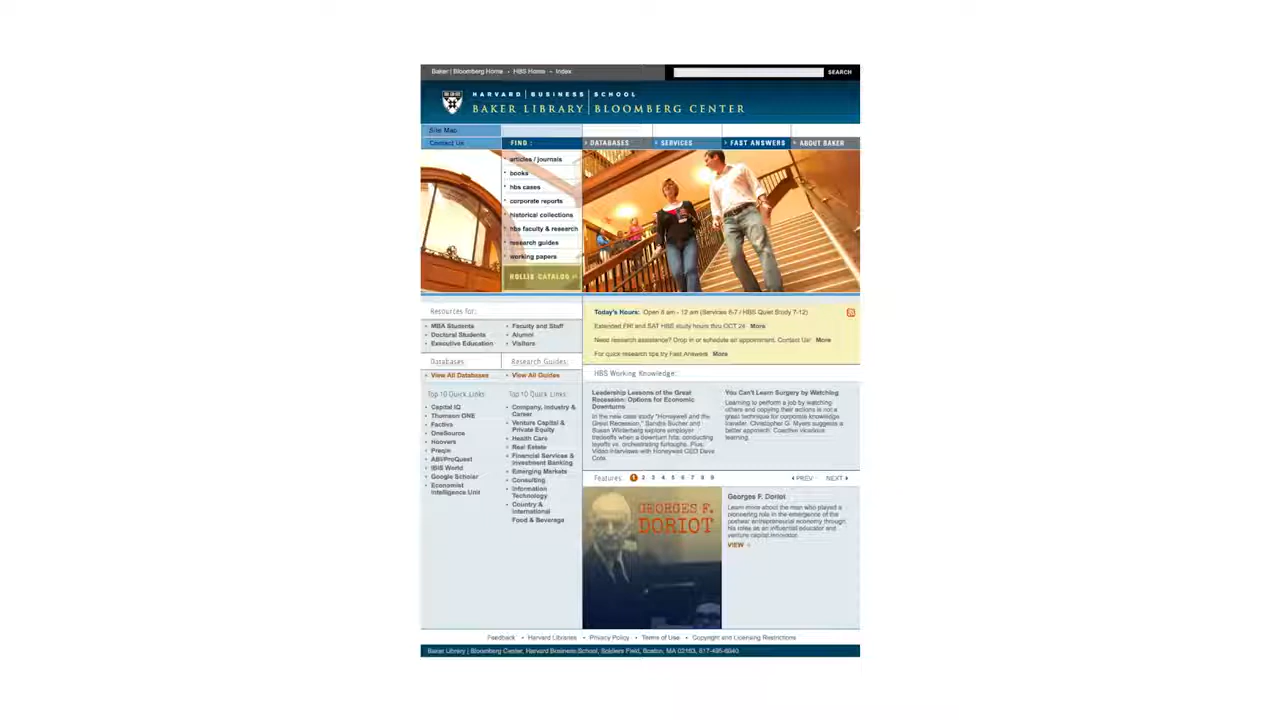 Baker | Bloomberg Home • HBS Home • Index
SEARCH
HARVARD | BUSINESS | SCHOOL
BAKER LIBRARY | BLOOMBERG CENTER
Site Map
Contact Us
FIND :
DATABASES
SERVICES
FAST ANSWERS
ABOUT BAKER
articles / journals
books
hbs cases
corporate reports
historical collections
hbs faculty & research
research guides
working papers
HOLLIS CATALOG
Resources for:
MBA Students
Doctoral Students
Executive Education
Faculty and Staff
Alumni
Visitors
Databases:
View All Databases
Top 10 Quick Links
Capital IQ
Thomson ONE
Factiva
OneSource
Hoovers
Preqin
ABI/ProQuest
IBIS World
Google Scholar
Economist
Intelligence Unit
Research Guides:
View All Guides
Top 10 Quick Links:
Company, Industry &
Career
Venture Capital &
Private Equity
Health Care
Real Estate
Financial Services &
Investment Banking
Emerging Markets
Consulting
Information
Technology
Country &
International
Food & Beverage
Today's Hours: Open 8 am - 12 am (Services 8-7 / HBS Quiet Study 7-12)
Extended FRI and SAT HBS study hours thru OCT 24 More
Need research assistance? Drop in or schedule an appointment. Contact Us! More
For quick research tips try Fast Answers More
HBS Working Knowledge:
Leadership Lessons of the Great
Recession: Options for Economic
Downturns
In the new case study "Honeywell and the
Great Recession," Sandra Sucher and
Susan Winterberg explore employer
tradeoffs when a downturn hits: conducting
layoffs vs. orchestrating furloughs. Plus:
Video interviews with Honeywell CEO Dave
Cote.
You Can't Learn Surgery by Watching
Learning to perform a job by watching
others and copying their actions is not a
great technique for corporate knowledge
transfer. Christopher G. Myers suggests a
better approach: Coactive vicarious
learning.
Features: 1 2 3 4 5 6 7 8 9
PREV NEXT
GEORGES F.
DORIOT
Georges F. Doriot
Learn more about the man who played a
pioneering role in the emergence of the
postwar entrepreneurial economy through
his roles as an influential educator and
venture capital innovator.
VIEW
Feedback • Harvard Libraries • Privacy Policy • Terms of Use • Copyright and Licensing Restrictions
Baker Library | Bloomberg Center, Harvard Business School, Soldiers Field, Boston, MA 02163, 617-495-6040